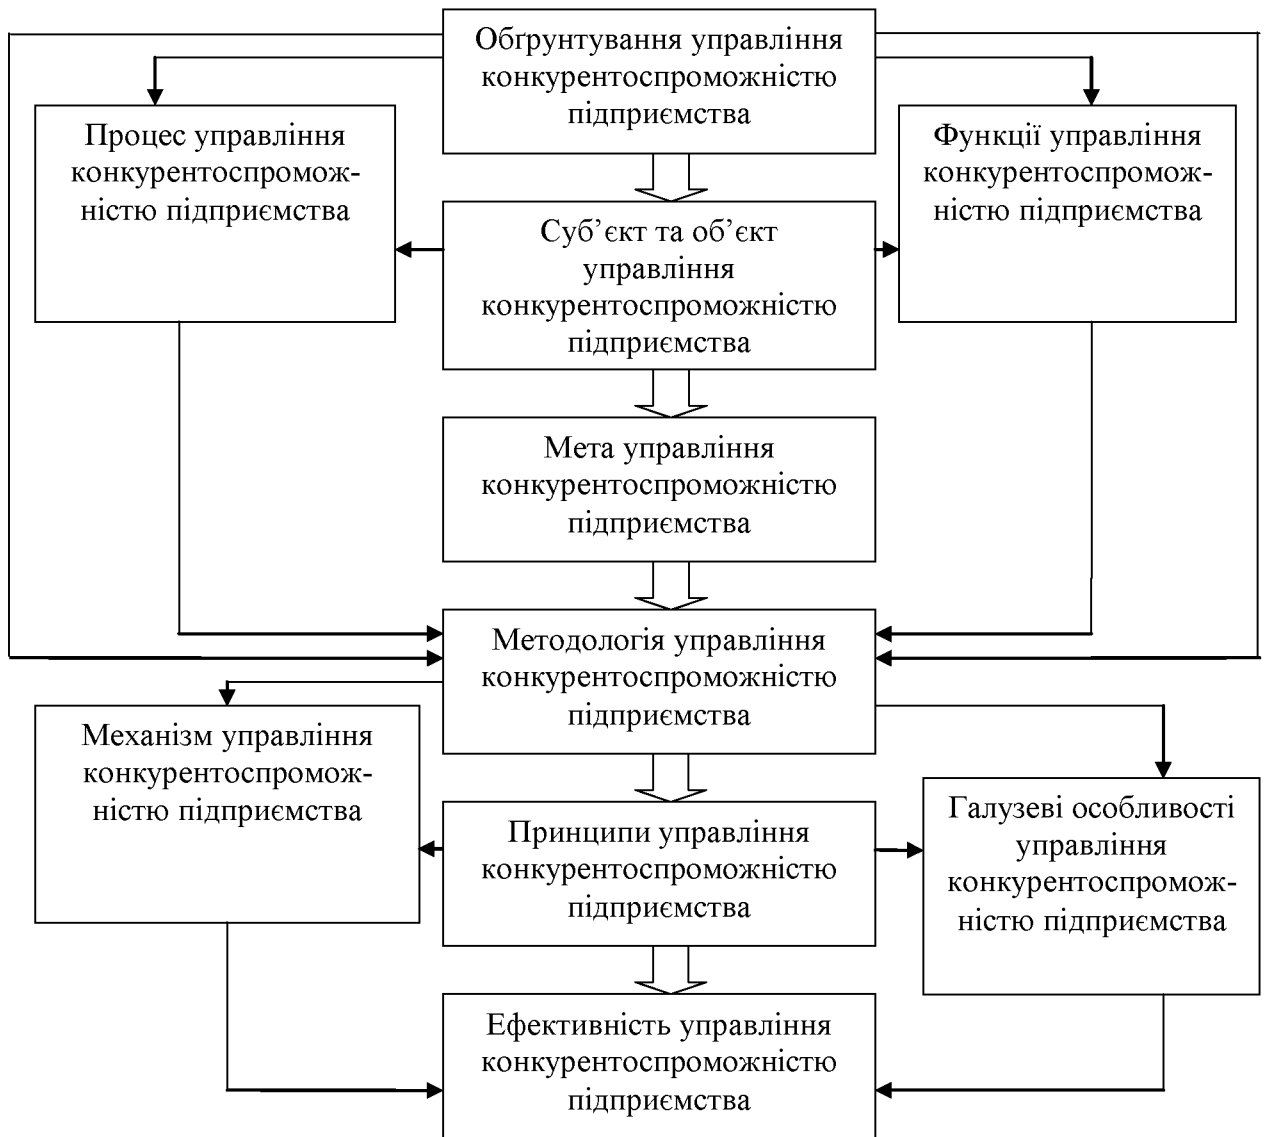 Обґрунтування управління
конкурентоспроможністю
підприємства
Процес управління
конкурентоспромож-
ністю підприємства
Функції управління
конкурентоспромож-
ністю підприємства
Суб’єкт та об’єкт
управління
конкурентоспроможністю
підприємства
Мета управління
конкурентоспроможністю
підприємства
Методологія управління
конкурентоспроможністю
підприємства
Механізм управління
конкурентоспромож-
ністю підприємства
Принципи управління
конкурентоспроможністю
підприємства
Галузеві особливості
управління
конкурентоспромож-
ністю підприємства
Ефективність управління
конкурентоспроможністю
підприємства